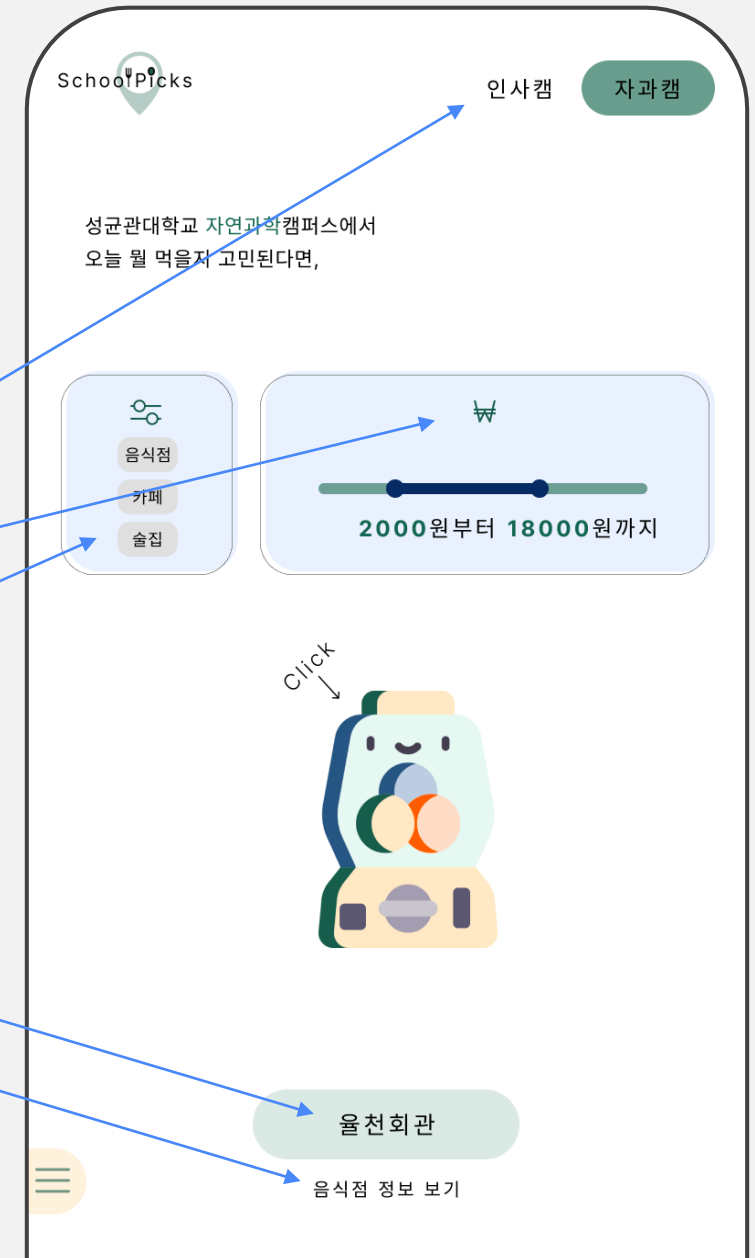 SchoolPicks
인사캠 자과캠
성균관대학교 자연과학캠퍼스에서
오늘 뭘 먹을지 고민된다면,
₩
음식점
카페
술집
2000원부터 18000원까지
Click
율천회관
음식점 정보 보기